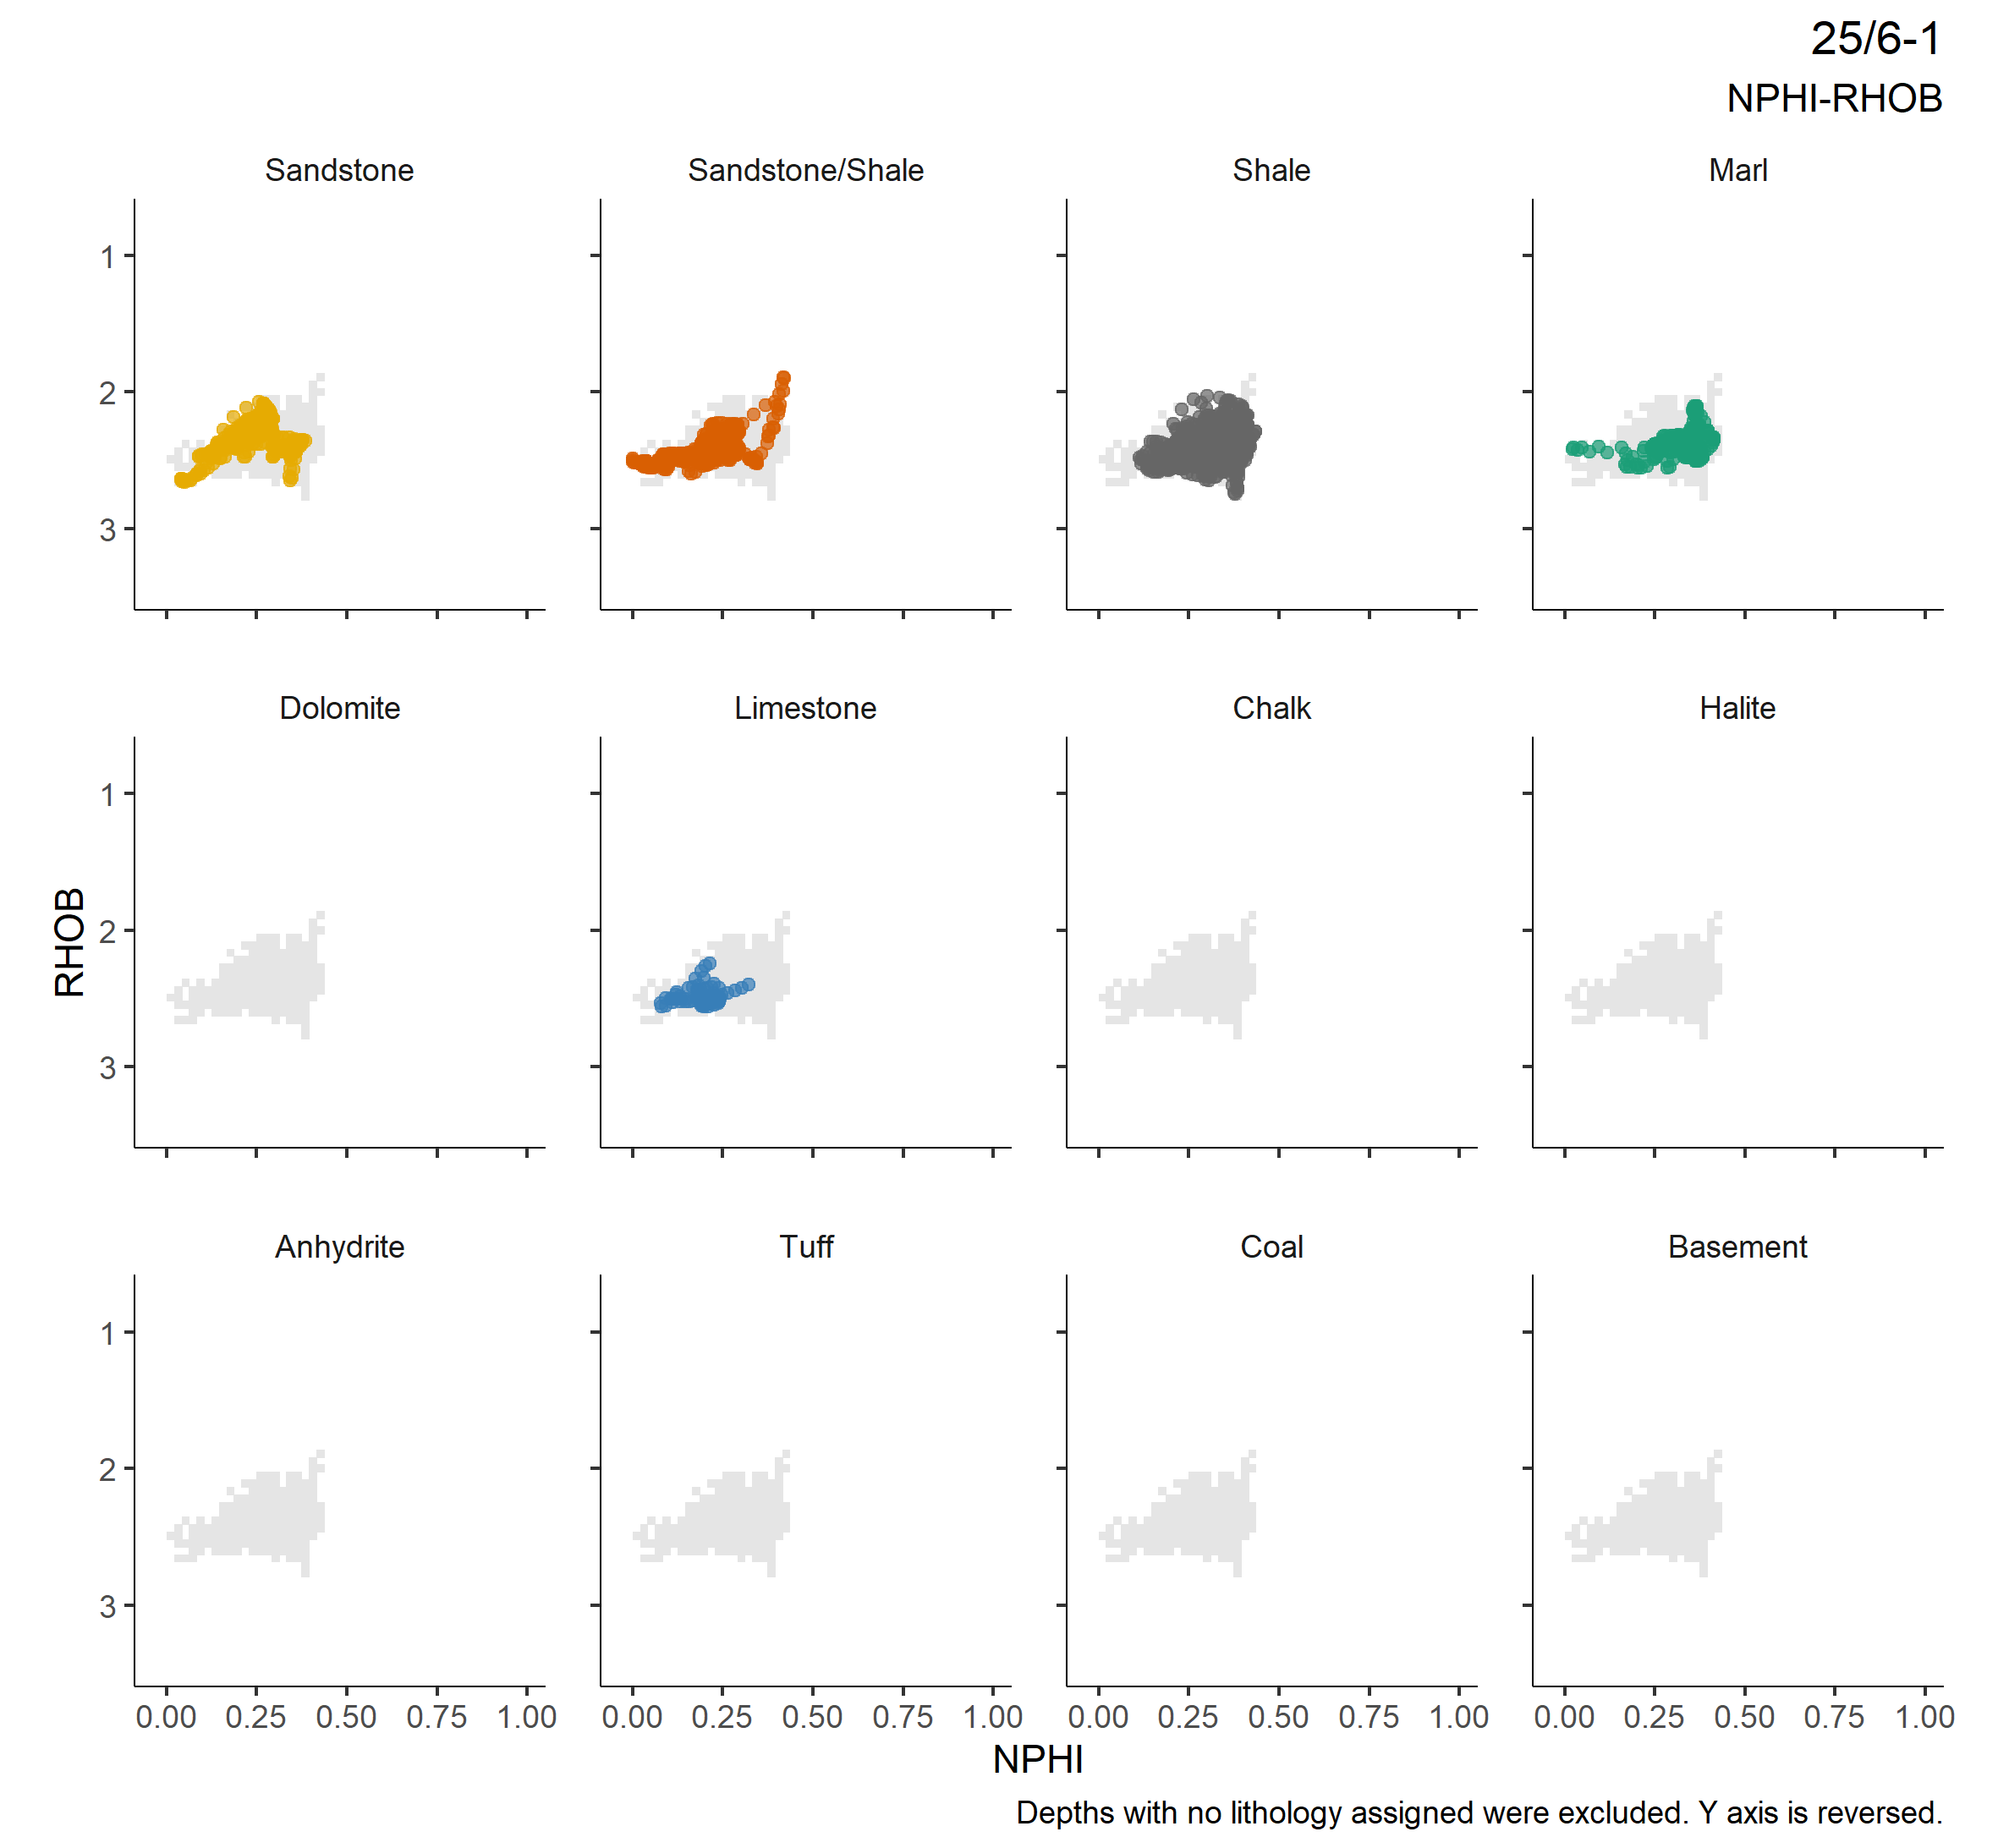 25/6-1
NPHI-RHOB
Sandstone Sandstone/Shale Shale Marl
1
2
3
Dolomite Limestone Chalk Halite
1
2
3
RHOB
Anhydrite Tuff Coal Basement
1
2
3
0.00 0.25 0.50 0.75 1.00 0.00 0.25 0.50 0.75 1.00 0.00 0.25 0.50 0.75 1.00 0.00 0.25 0.50 0.75 1.00
NPHI
Depths with no lithology assigned were excluded. Y axis is reversed.